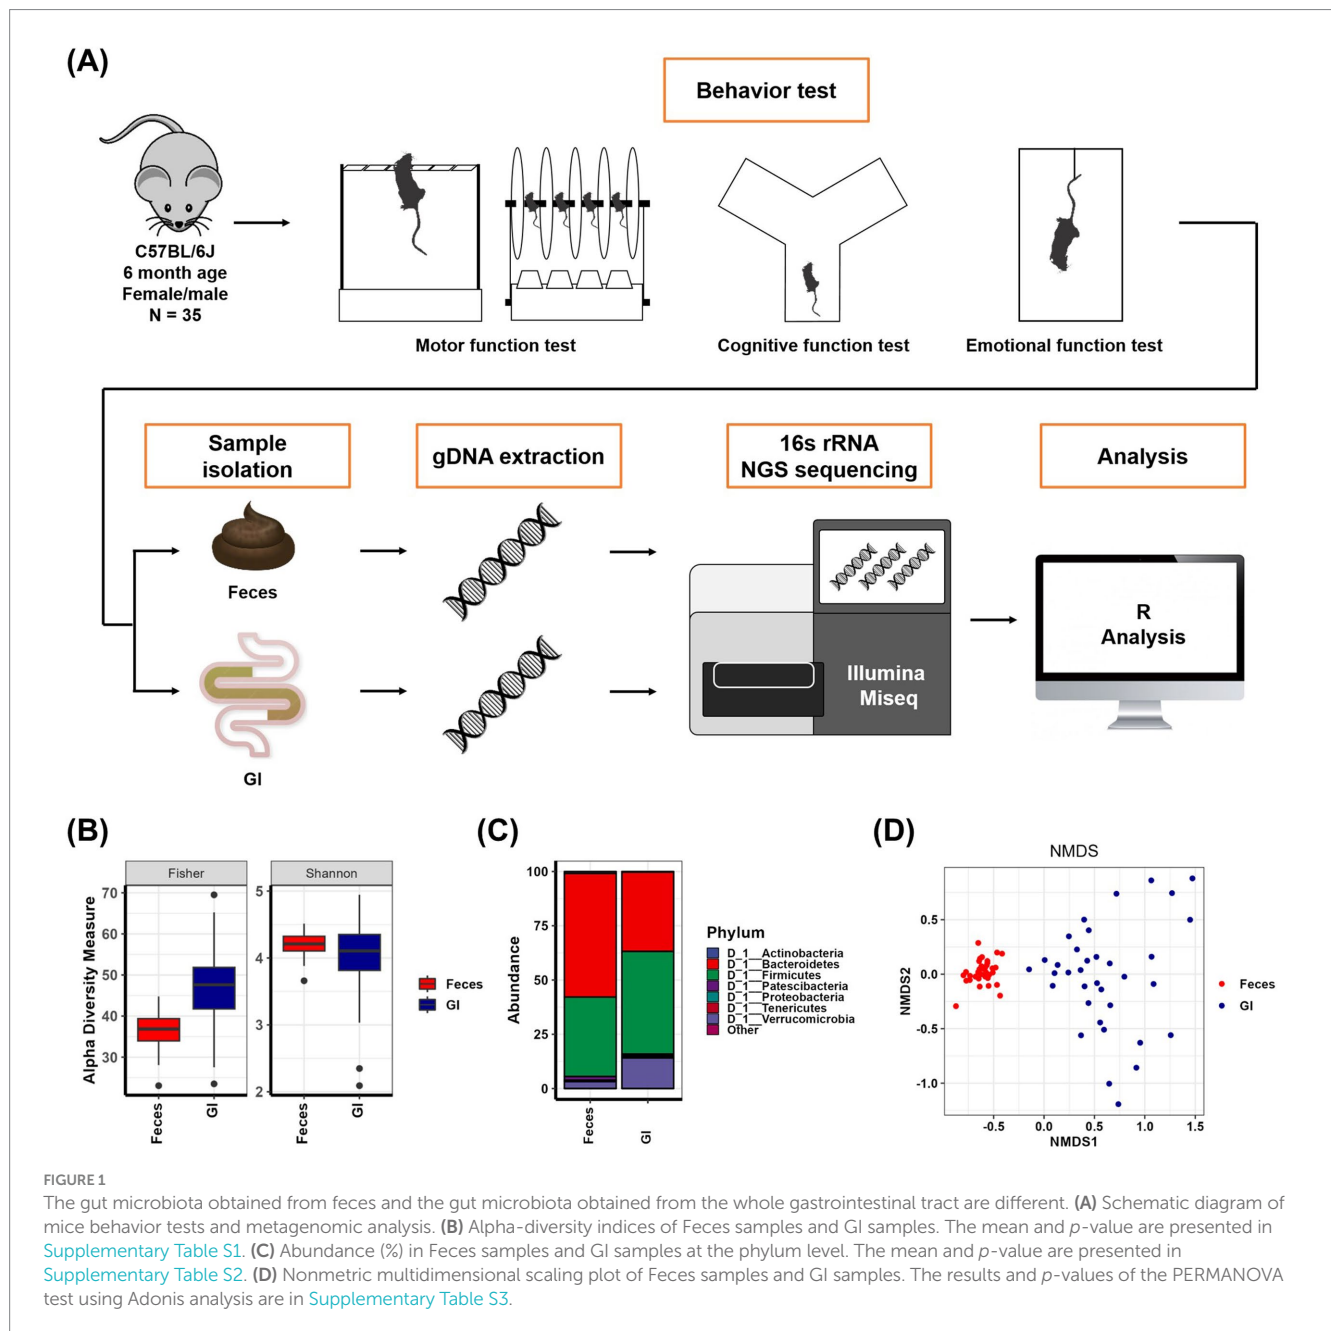 (A)
Behavior test
C57BL/6J
6 month age
Female/male
N = 35
Motor function test
Cognitive function test
Emotional function test
Sample
isolation
gDNA extraction
16s rRNA
NGS sequencing
Analysis
Feces
GI
Illumina
Miseq
R
Analysis
(B)
Fisher
Shannon
Alpha Diversity Measure
70
60
50
40
30
5
4
3
2
Feces
GI
Feces
GI
Feces
GI
(C)
Abundance
100
75
50
25
0
Feces
GI
Phylum
D_1__Actinobacteria
D_1__Bacteroidetes
D_1__Firmicutes
D_1__Patescibacteria
D_1__Proteobacteria
D_1__Tenericutes
D_1__Verrucomicrobia
Other
(D)
NMDS
NMDS2
0.5
0.0
-0.5
-1.0
-0.5
0.0
0.5
1.0
1.5
NMDS1
Feces
GI
FIGURE 1
The gut microbiota obtained from feces and the gut microbiota obtained from the whole gastrointestinal tract are different. (A) Schematic diagram of
mice behavior tests and metagenomic analysis. (B) Alpha-diversity indices of Feces samples and GI samples. The mean and p-value are presented in
Supplementary Table S1. (C) Abundance (%) in Feces samples and GI samples at the phylum level. The mean and p-value are presented in
Supplementary Table S2. (D) Nonmetric multidimensional scaling plot of Feces samples and GI samples. The results and p-values of the PERMANOVA
test using Adonis analysis are in Supplementary Table S3.